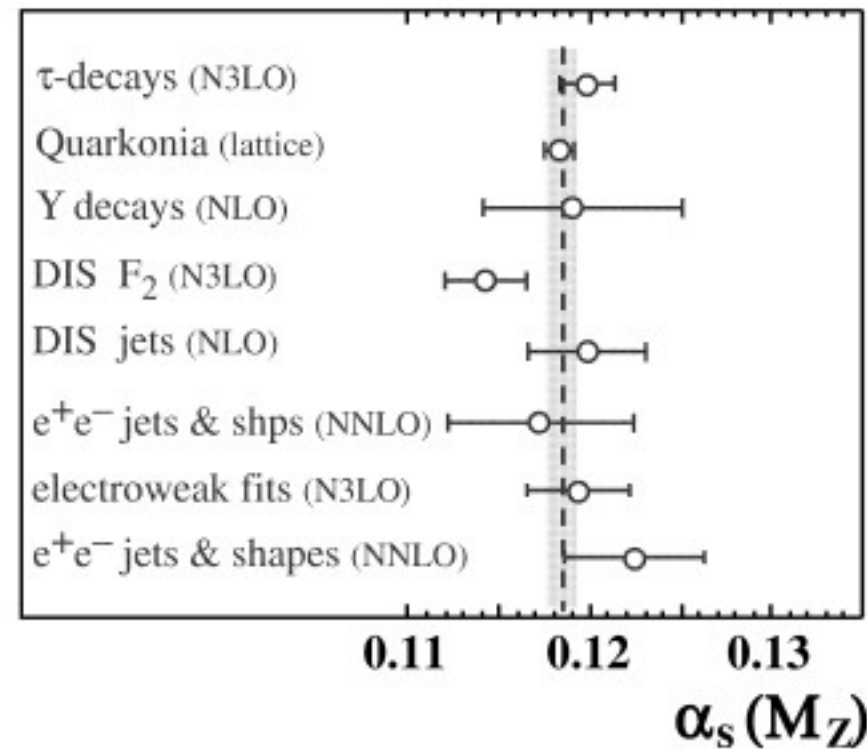 τ-decays (N3LO)
Quarkonia (lattice)
Υ decays (NLO)
DIS F₂ (N3LO)
DIS jets (NLO)
e⁺e⁻ jets & shps (NNLO)
electroweak fits (N3LO)
e⁺e⁻ jets & shapes (NNLO)
0.11 0.12 0.13
αs (MZ)